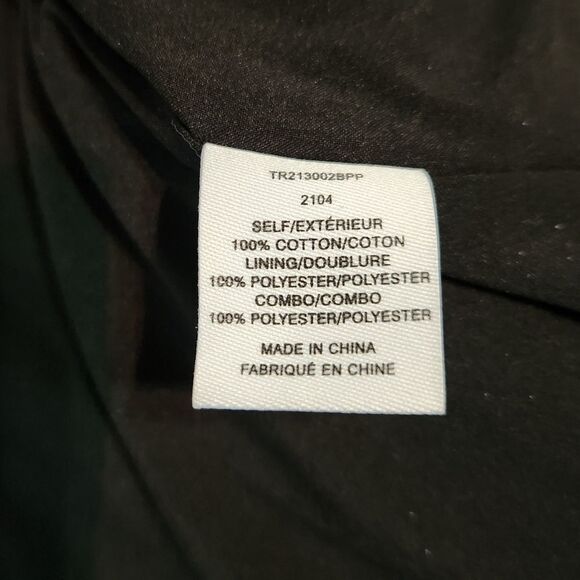 TR213002BPP
2104
SELF/EXTÉRIEUR
100% COTTON/COTON
LINING/DOUBLURE
100% POLYESTER/POLYESTER
COMBO/COMBO
100% POLYESTER/POLYESTER
MADE IN CHINA
FABRIQUÉ EN CHINE